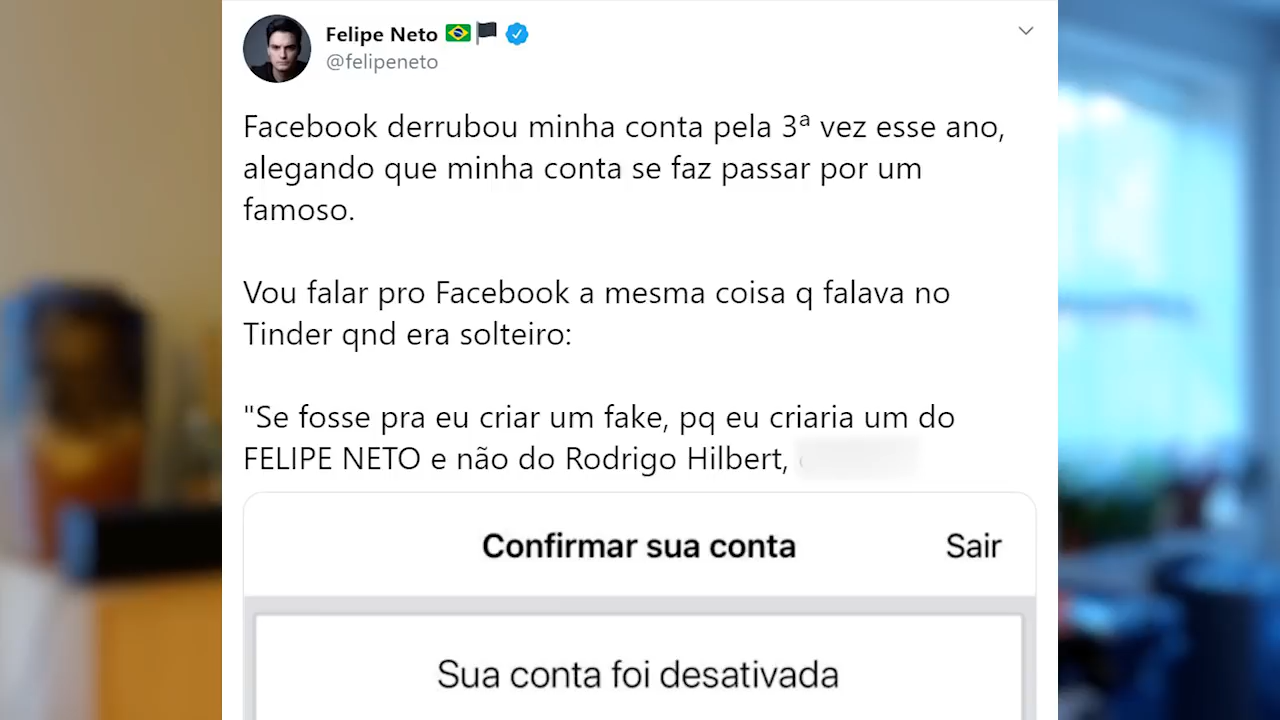 Felipe Neto
@felipeneto
Facebook derrubou minha conta pela 3ª vez esse ano,
alegando que minha conta se faz passar por um
famoso.
Vou falar pro Facebook a mesma coisa q falava no
Tinder qnd era solteiro:
"Se fosse pra eu criar um fake, pq eu criaria um do
FELIPE NETO e não do Rodrigo Hilbert,
Confirmar sua conta
Sair
Sua conta foi desativada